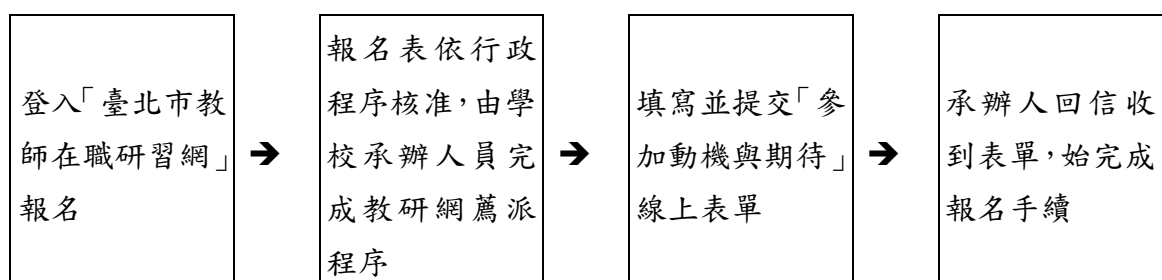 登入「臺北市教
師在職研習網」
報名
➔
報名表依行政
程序核准，由學
校承辦人員完
成教研網薦派
程序
➔
填寫並提交「參
加動機與期待」
線上表單
➔
承辦人回信收
到表單，始完成
報名手續